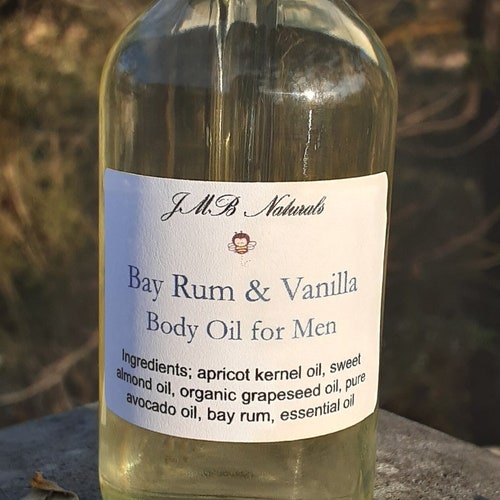 JMB Naturals
Bay Rum & Vanilla
Body Oil for Men
Ingredients; apricot kernel oil, sweet
almond oil, organic grapeseed oil, pure
avocado oil, bay rum, essential oil